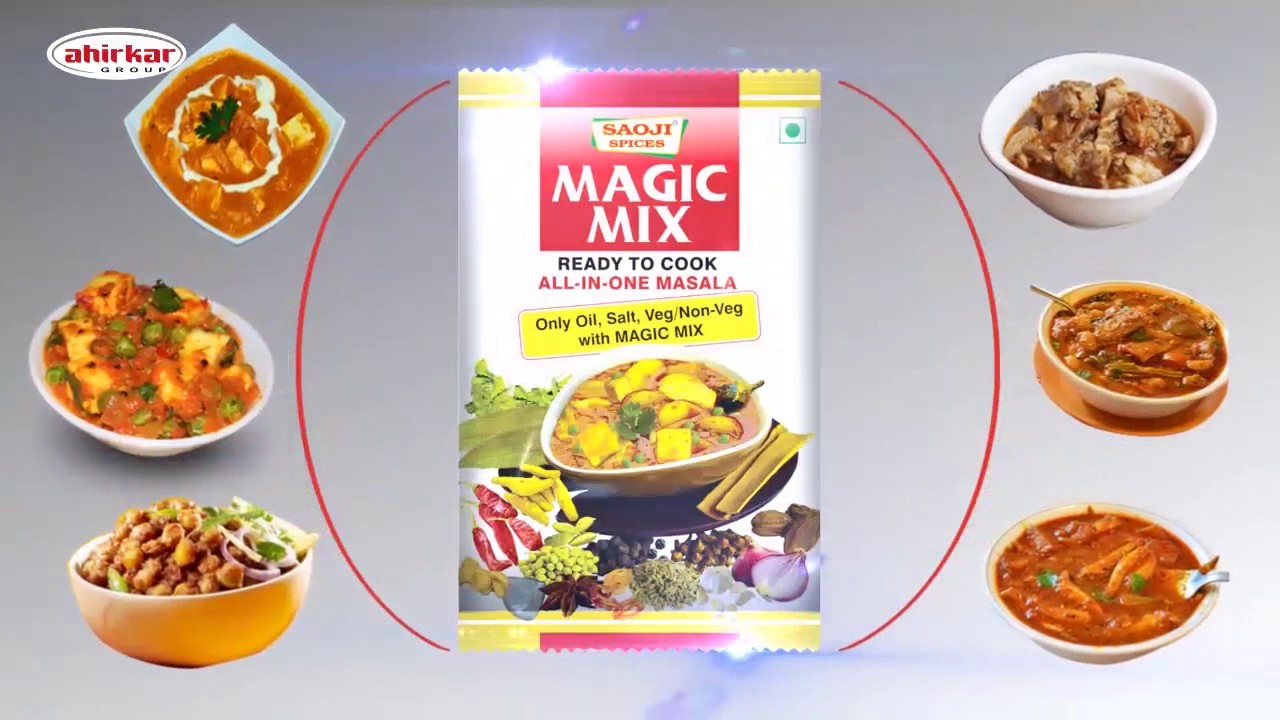 ahirkar
GROUP
SAOJI
SPICES
MAGIC
MIX
READY TO COOK
ALL-IN-ONE MASALA
Only Oil, Salt, Veg/Non-Veg
with MAGIC MIX